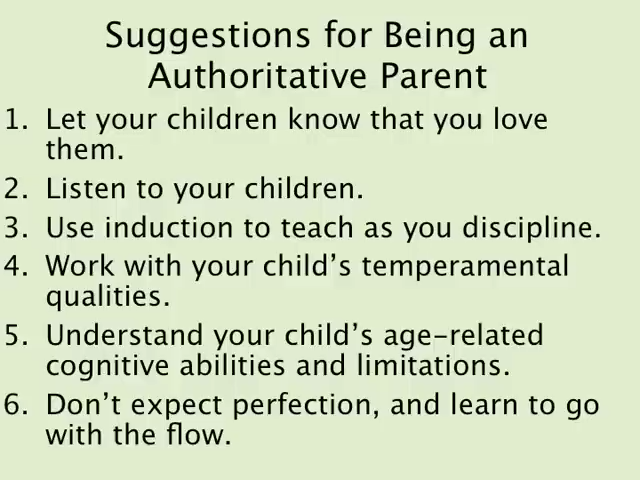 Suggestions for Being an
Authoritative Parent
1. Let your children know that you love
them.
2. Listen to your children.
3. Use induction to teach as you discipline.
4. Work with your child’s temperamental
qualities.
5. Understand your child’s age-related
cognitive abilities and limitations.
6. Don’t expect perfection, and learn to go
with the flow.